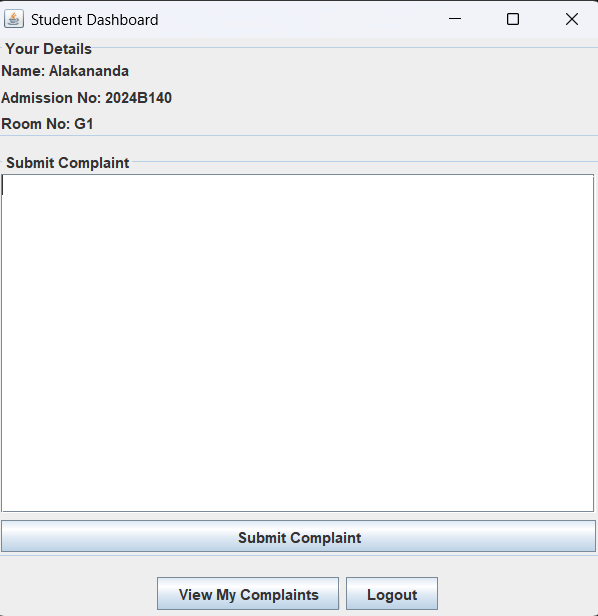 Student Dashboard
Your Details
Name: Alakananda
Admission No: 2024B140
Room No: G1
Submit Complaint
Submit Complaint
View My Complaints Logout